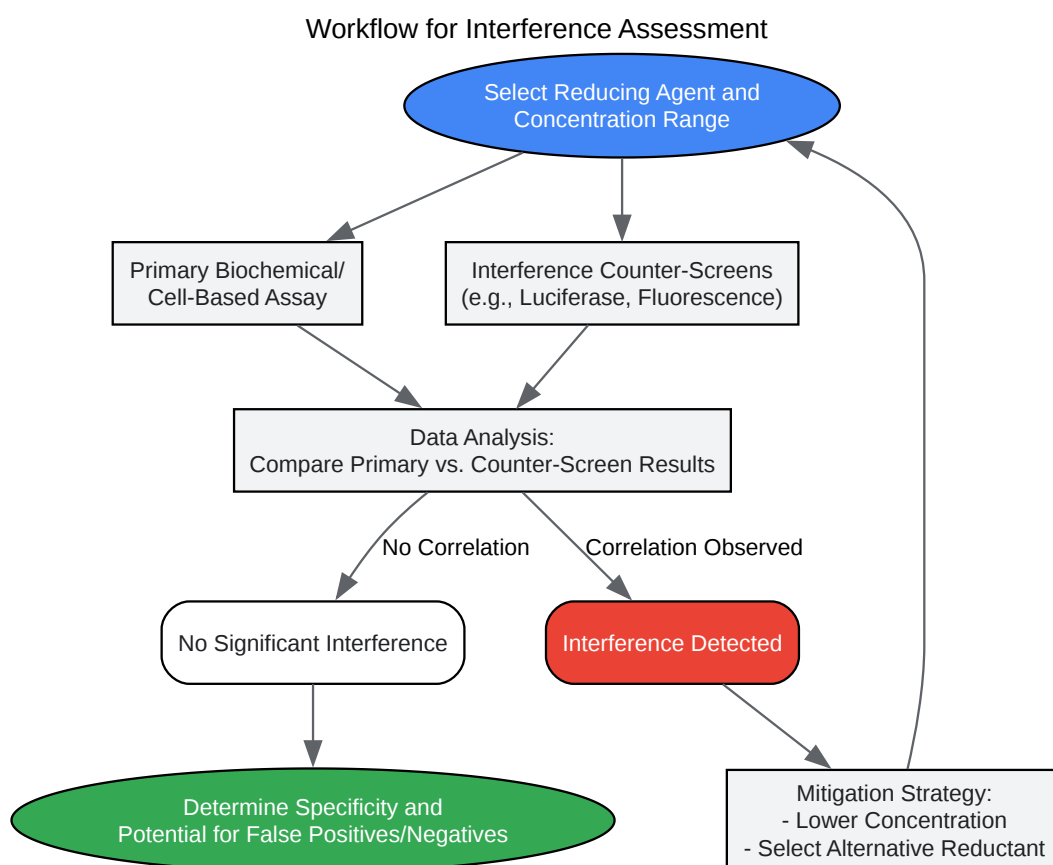 Workflow for Interference Assessment
Select Reducing Agent and
Concentration Range
Primary Biochemical/
Cell-Based Assay
Interference Counter-Screens
(e.g., Luciferase, Fluorescence)
Data Analysis:
Compare Primary vs. Counter-Screen Results
No Correlation
Correlation Observed
No Significant Interference
Interference Detected
Determine Specificity and
Potential for False Positives/Negatives
Mitigation Strategy:
- Lower Concentration
- Select Alternative Reductant